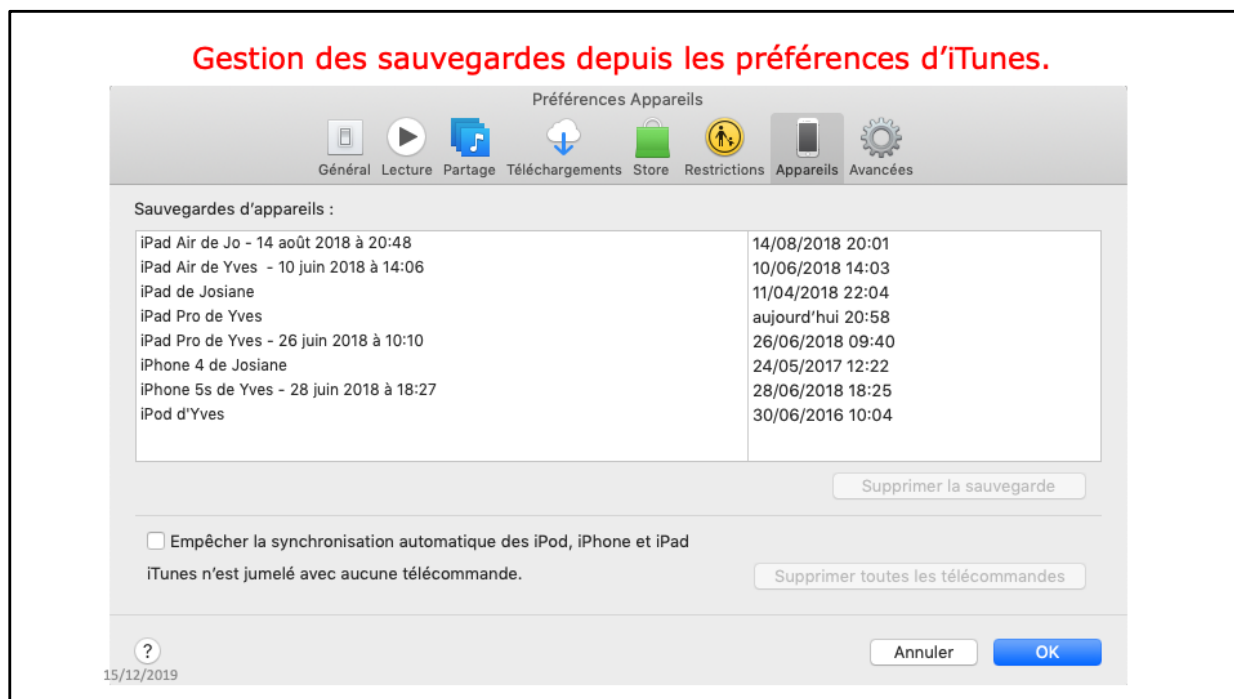 Gestion des sauvegardes depuis les préférences d’iTunes.
Préférences Appareils
Général Lecture Partage Téléchargements Store Restrictions Appareils Avancées
Sauvegardes d’appareils :
iPad Air de Jo - 14 août 2018 à 20:48 14/08/2018 20:01
iPad Air de Yves  - 10 juin 2018 à 14:06 10/06/2018 14:03
iPad de Josiane 11/04/2018 22:04
iPad Pro de Yves aujourd’hui 20:58
iPad Pro de Yves - 26 juin 2018 à 10:10 26/06/2018 09:40
iPhone 4 de Josiane 24/05/2017 12:22
iPhone 5s de Yves - 28 juin 2018 à 18:27 28/06/2018 18:25
iPod d'Yves 30/06/2016 10:04
Supprimer la sauvegarde
Empêcher la synchronisation automatique des iPod, iPhone et iPad
iTunes n’est jumelé avec aucune télécommande. Supprimer toutes les télécommandes
? Annuler OK
15/12/2019